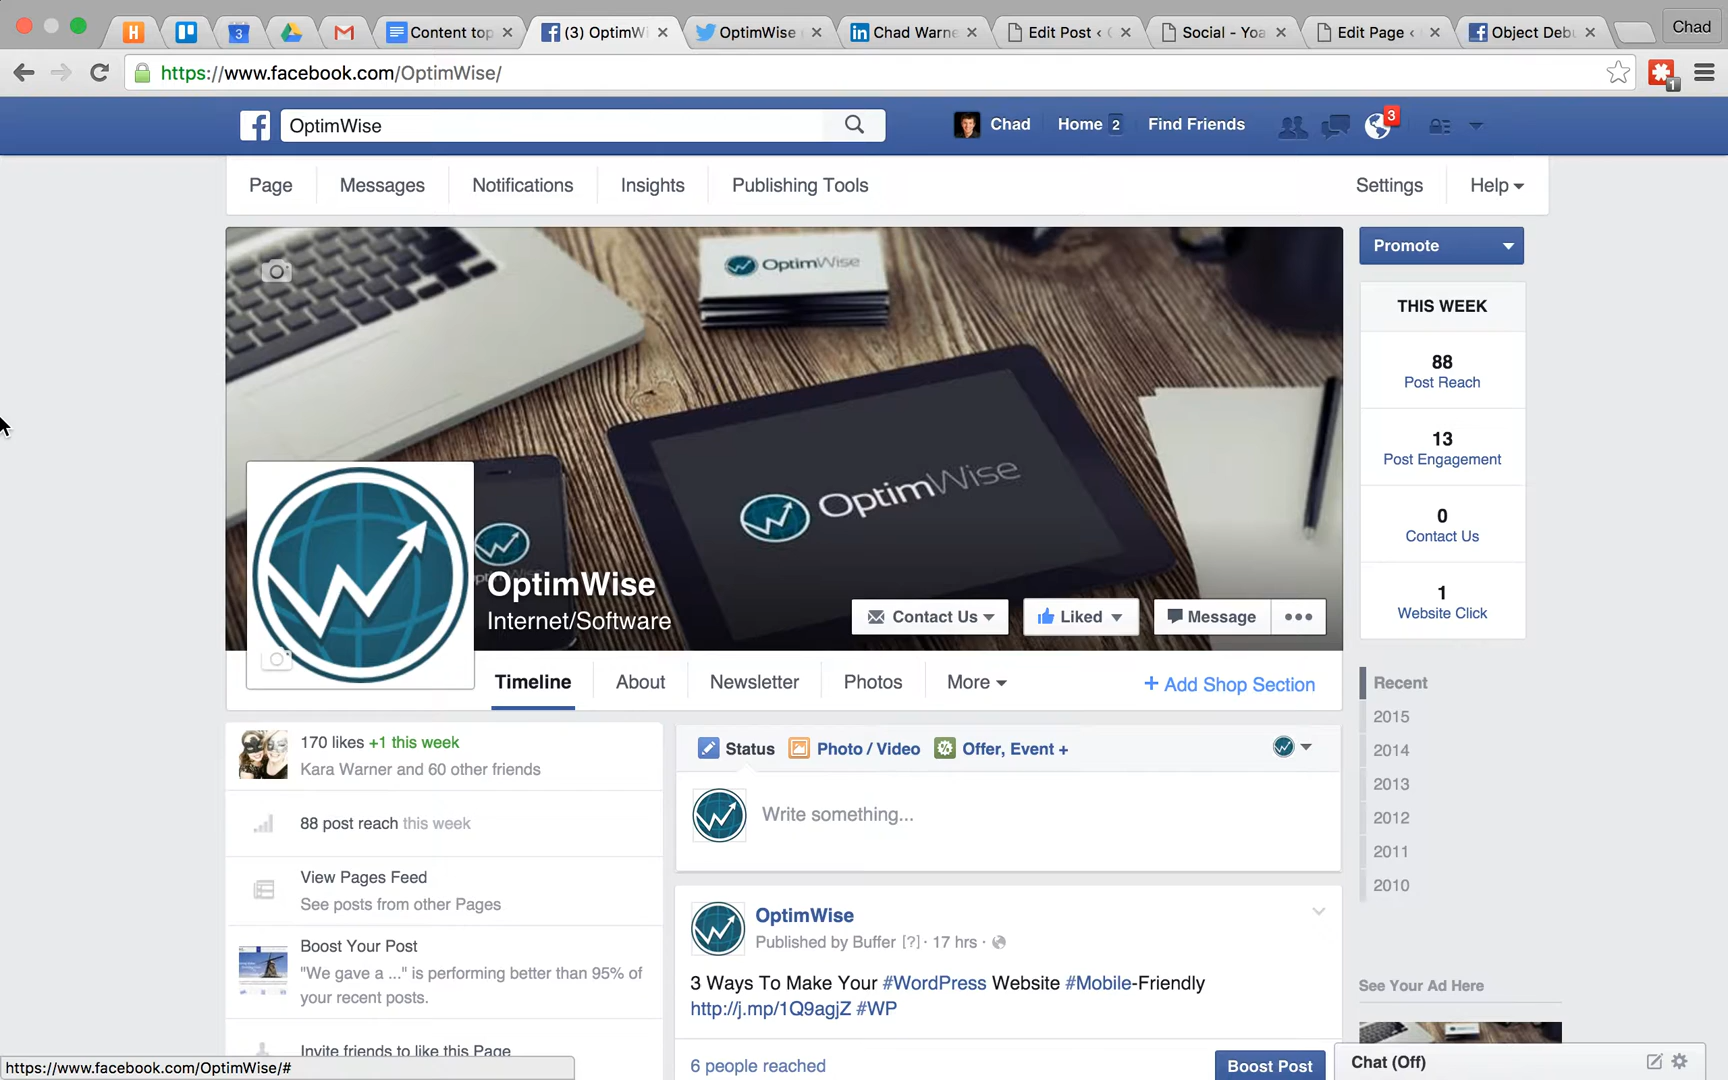 H
3
Content top
(3) OptimWi
OptimWise
Chad Warne
Edit Post ‹
Social - Yoa
Edit Page ‹
Object Debu
Chad
https://www.facebook.com/OptimWise/
1
OptimWise
Chad
Home 2
Find Friends
3
Page
Messages
Notifications
Insights
Publishing Tools
Settings
Help
OptimWise
OptimWise
OptimWise
Internet/Software
Contact Us
Liked
Message
Promote
THIS WEEK
88
Post Reach
13
Post Engagement
0
Contact Us
1
Website Click
Timeline
About
Newsletter
Photos
More
+ Add Shop Section
Recent
2015
2014
2013
2012
2011
2010
170 likes +1 this week
Kara Warner and 60 other friends
88 post reach this week
View Pages Feed
See posts from other Pages
Boost Your Post
"We gave a ..." is performing better than 95% of
your recent posts.
Invite friends to like this Page
Status
Photo / Video
Offer, Event +
Write something...
OptimWise
Published by Buffer [?] · 17 hrs ·
3 Ways To Make Your #WordPress Website #Mobile-Friendly
http://j.mp/1Q9agjZ #WP
6 people reached
Boost Post
See Your Ad Here
Chat (Off)
https://www.facebook.com/OptimWise/#